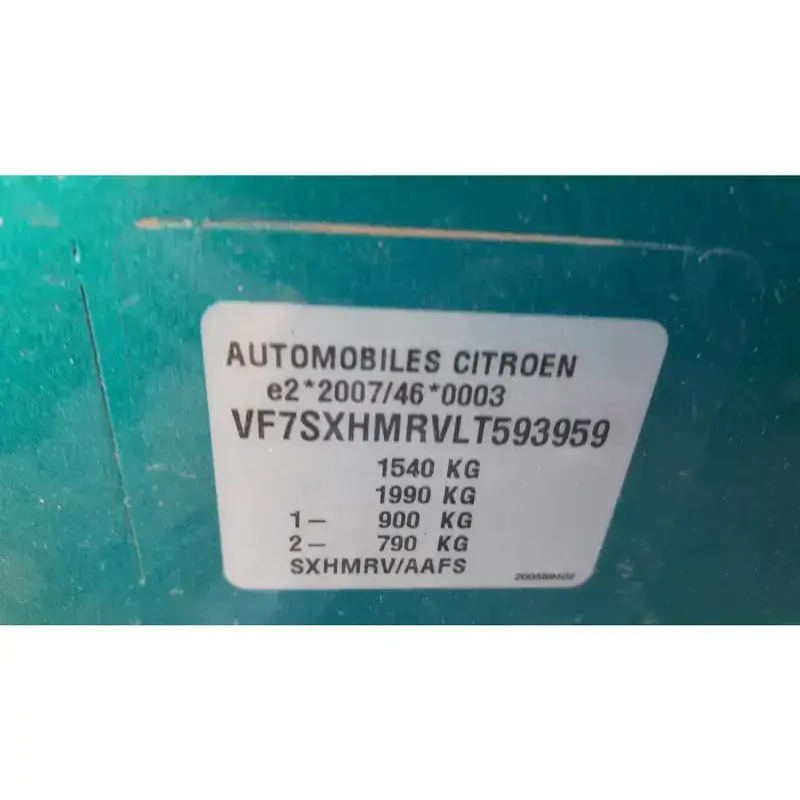 AUTOMOBILES CITROEN
e2*2007/46*0003
VF7SXHMRVLT593959
1540 KG
1990 KG
1- 900 KG
2- 790 KG
SXHMRV/AAFS